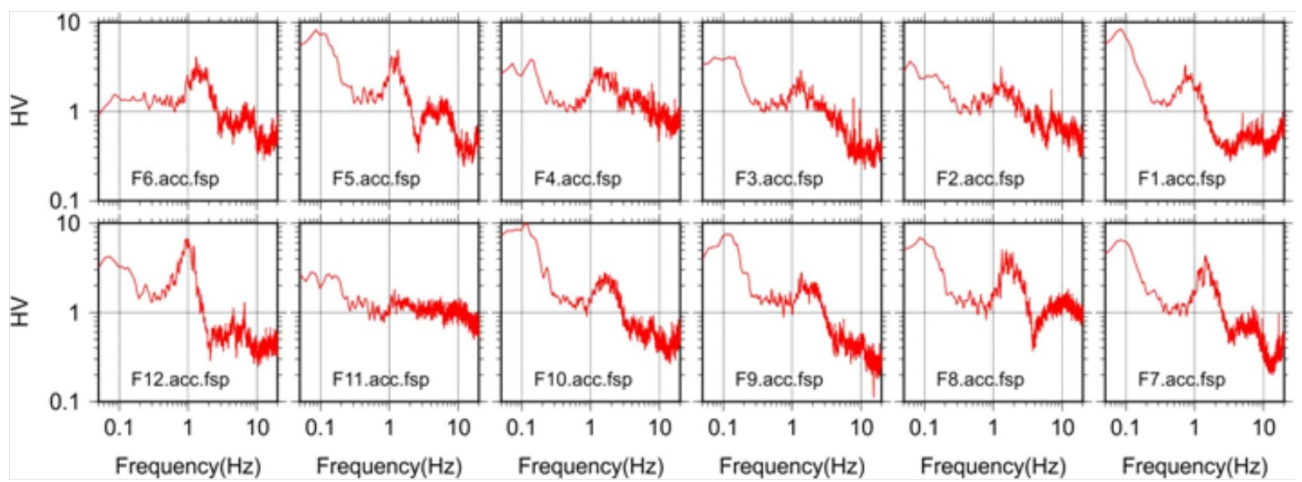 10
HV
1
0.1
F6.acc.fsp
F5.acc.fsp
F4.acc.fsp
F3.acc.fsp
F2.acc.fsp
F1.acc.fsp
10
HV
1
0.1
F12.acc.fsp
F11.acc.fsp
F10.acc.fsp
F9.acc.fsp
F8.acc.fsp
F7.acc.fsp
0.1 1 10 0.1 1 10 0.1 1 10 0.1 1 10 0.1 1 10 0.1 1 10
Frequency(Hz) Frequency(Hz) Frequency(Hz) Frequency(Hz) Frequency(Hz) Frequency(Hz)